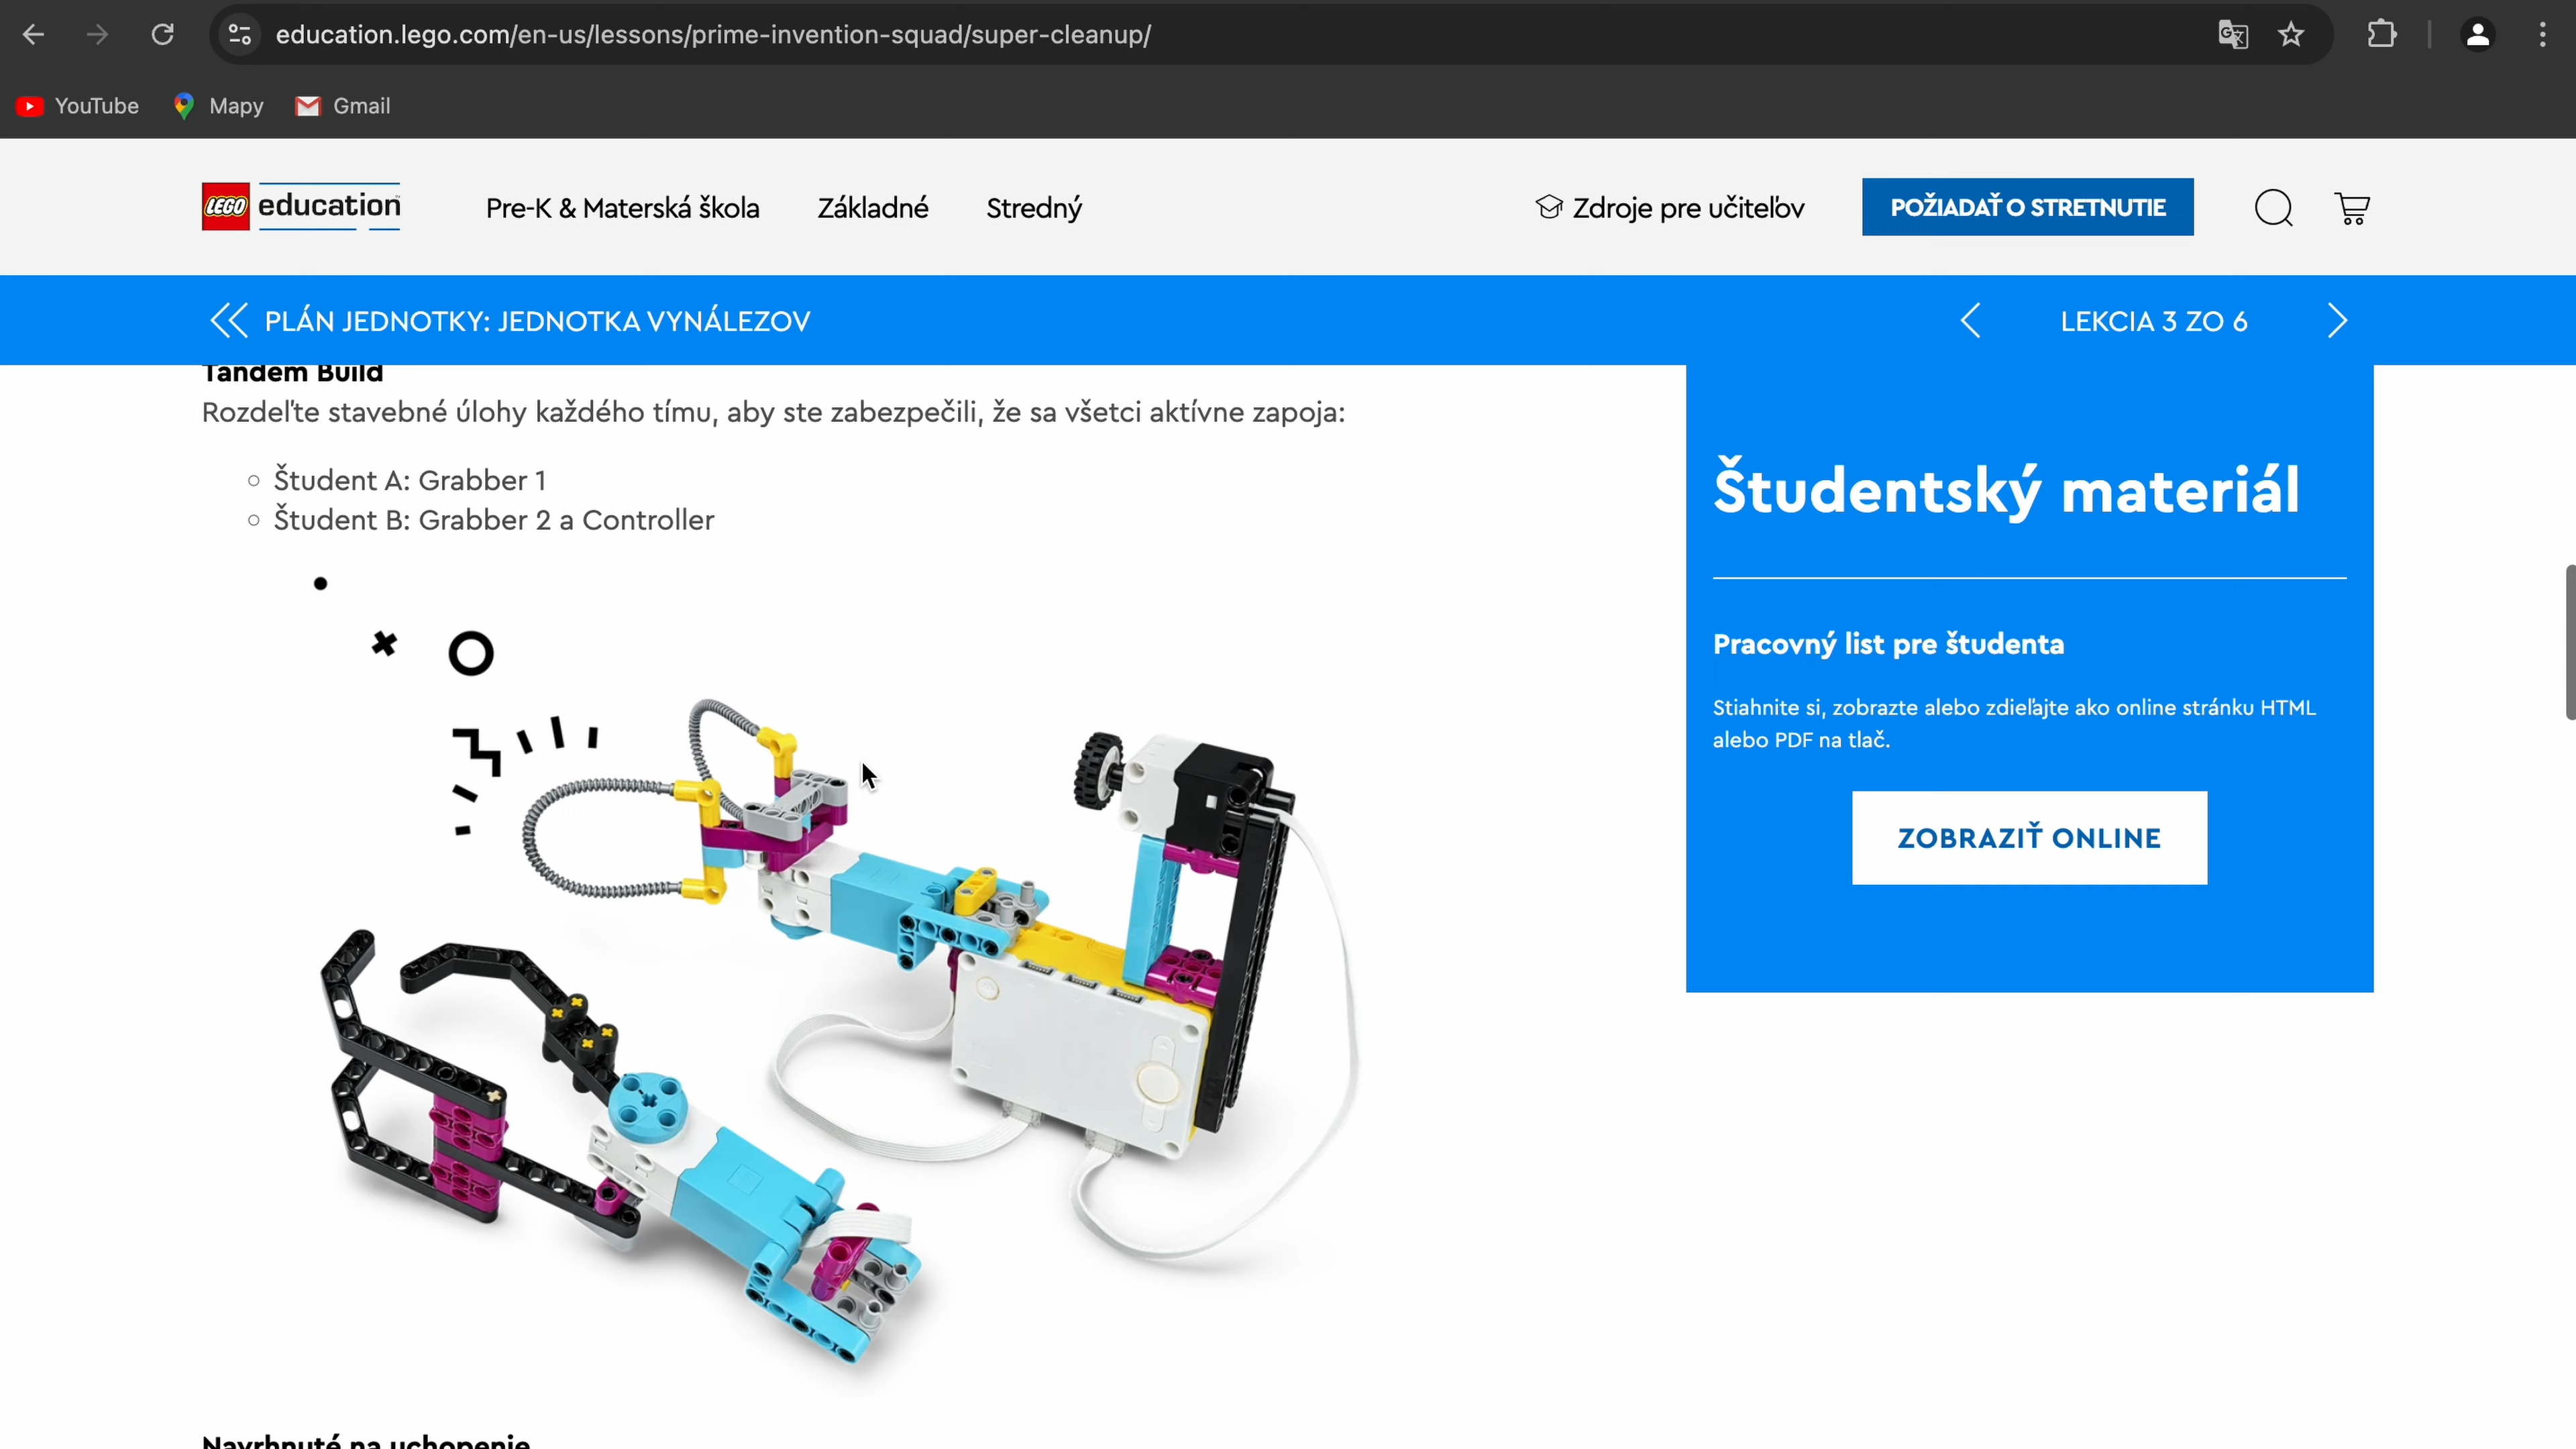 education.lego.com/en-us/lessons/prime-invention-squad/super-cleanup/
YouTube
Mapy
Gmail
LEGO education
Pre-K & Materská škola
Základné
Stredný
Zdroje pre učiteľov
POŽIADAŤ O STRETNUTIE
PLÁN JEDNOTKY: JEDNOTKA VYNÁLEZOV
LEKCIA 3 ZO 6
Tandem Build
Rozdeľte stavebné úlohy každého tímu, aby ste zabezpečili, že sa všetci aktívne zapoja:
Študent A: Grabber 1
Študent B: Grabber 2 a Controller
Študentský materiál
Pracovný list pre študenta
Stiahnite si, zobrazte alebo zdieľajte ako online stránku HTML
alebo PDF na tlač.
ZOBRAZIŤ ONLINE
Navrhnuté na uchopenie